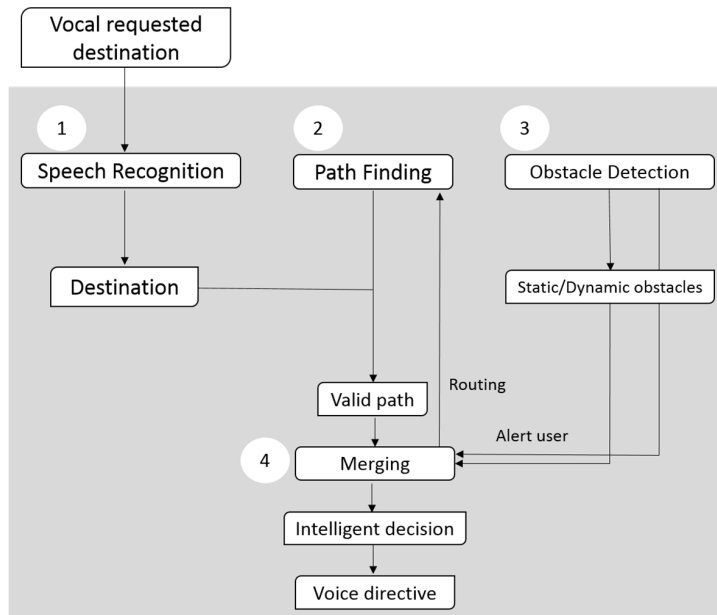 Vocal requested
destination
1
2
3
Speech Recognition
Path Finding
Obstacle Detection
Destination
Static/Dynamic obstacles
Routing
Valid path
Alert user
4
Merging
Intelligent decision
Voice directive